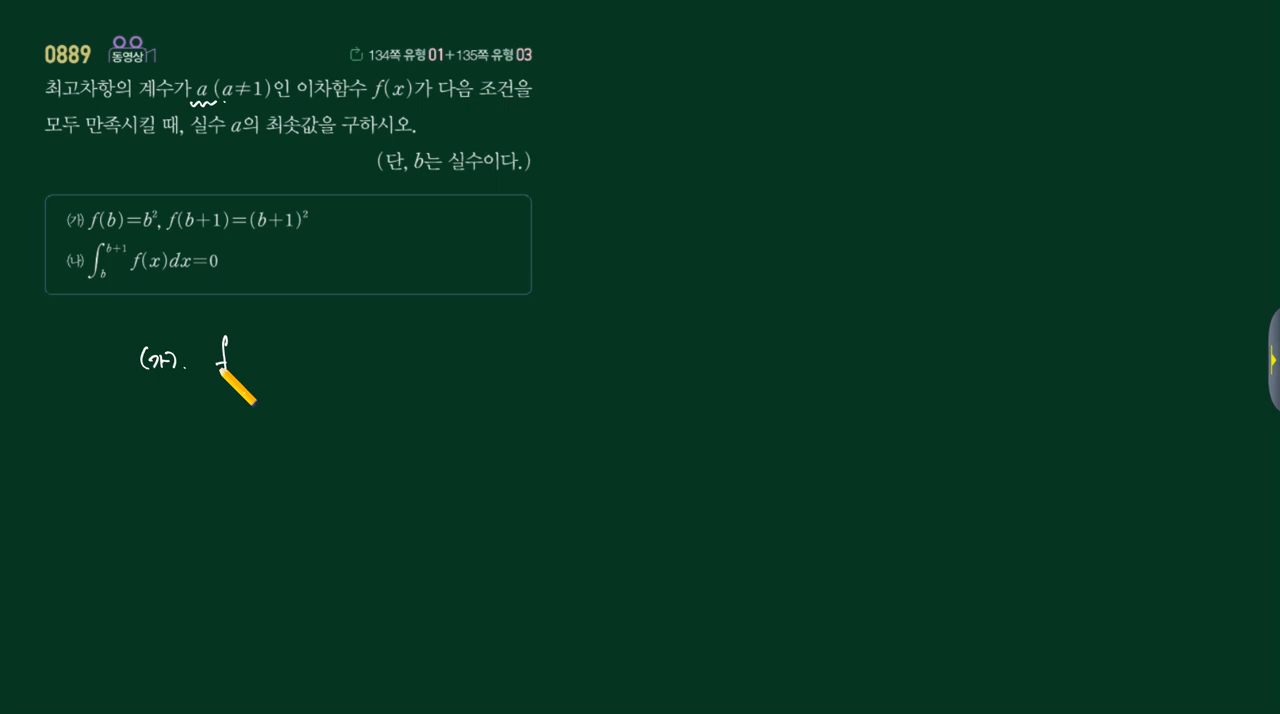 0889 동영상 134쪽 유형 01+135쪽 유형 03
최고차항의 계수가 a (a≠1)인 이차함수 f(x)가 다음 조건을
모두 만족시킬 때, 실수 a의 최솟값을 구하시오.
(단, b는 실수이다.)
㈎ f(b)=b², f(b+1)=(b+1)²
㈏ ∫_b^{b+1} f(x)dx=0
(가). f